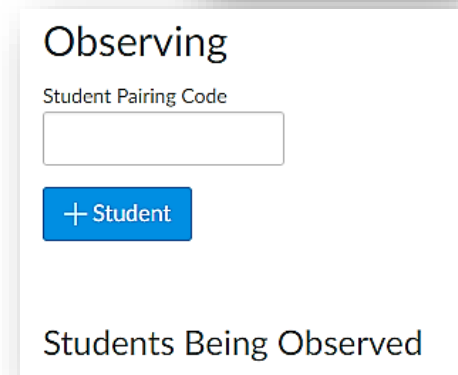 Observing
Student Pairing Code
+ Student
Students Being Observed